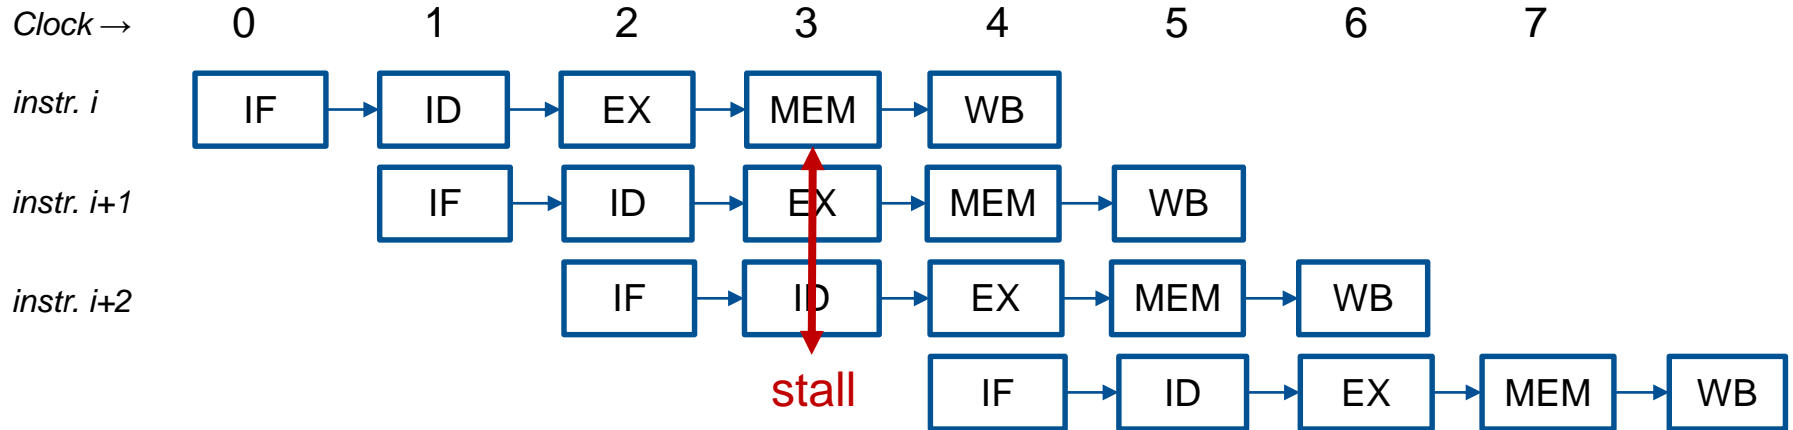 Clock → 0 1 2 3 4 5 6 7
instr. i IF ID EX MEM WB
instr. i+1 IF ID EX MEM WB
instr. i+2 IF ID EX MEM WB
stall IF ID EX MEM WB